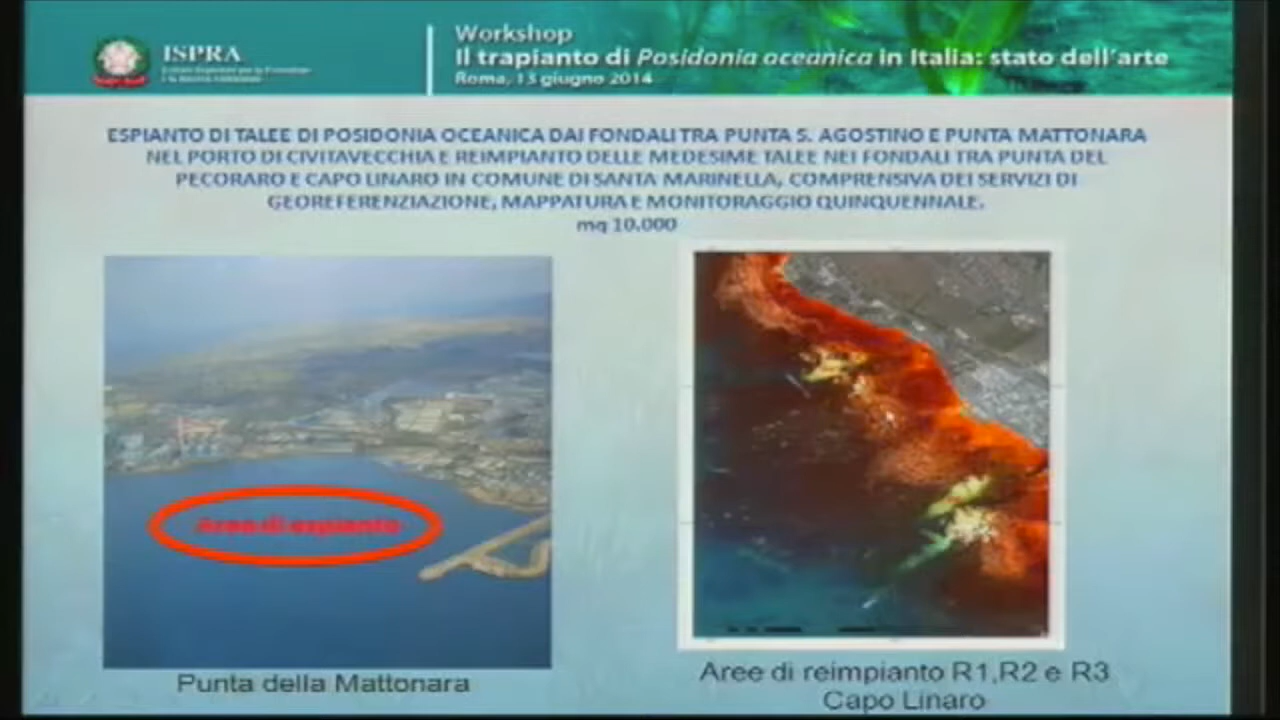 ISPRA
Workshop
Il trapianto di Posidonia oceanica in Italia: stato dell'arte
Roma, 13 giugno 2014
ESPIANTO DI TALEE DI POSIDONIA OCEANICA DAI FONDALI TRA PUNTA S. AGOSTINO E PUNTA MATTONARA
NEL PORTO DI CIVITAVECCHIA E REIMPIANTO DELLE MEDESIME TALEE NEI FONDALI TRA PUNTA DEL
PECORARO E CAPO LINARO IN COMUNE DI SANTA MARINELLA, COMPRENSIVA DEI SERVIZI DI
GEOREFERENZIAZIONE, MAPPATURA E MONITORAGGIO QUINQUENNALE.
mq 10.000
Aree di espianto
Punta della Mattonara
Aree di reimpianto R1,R2 e R3
Capo Linaro